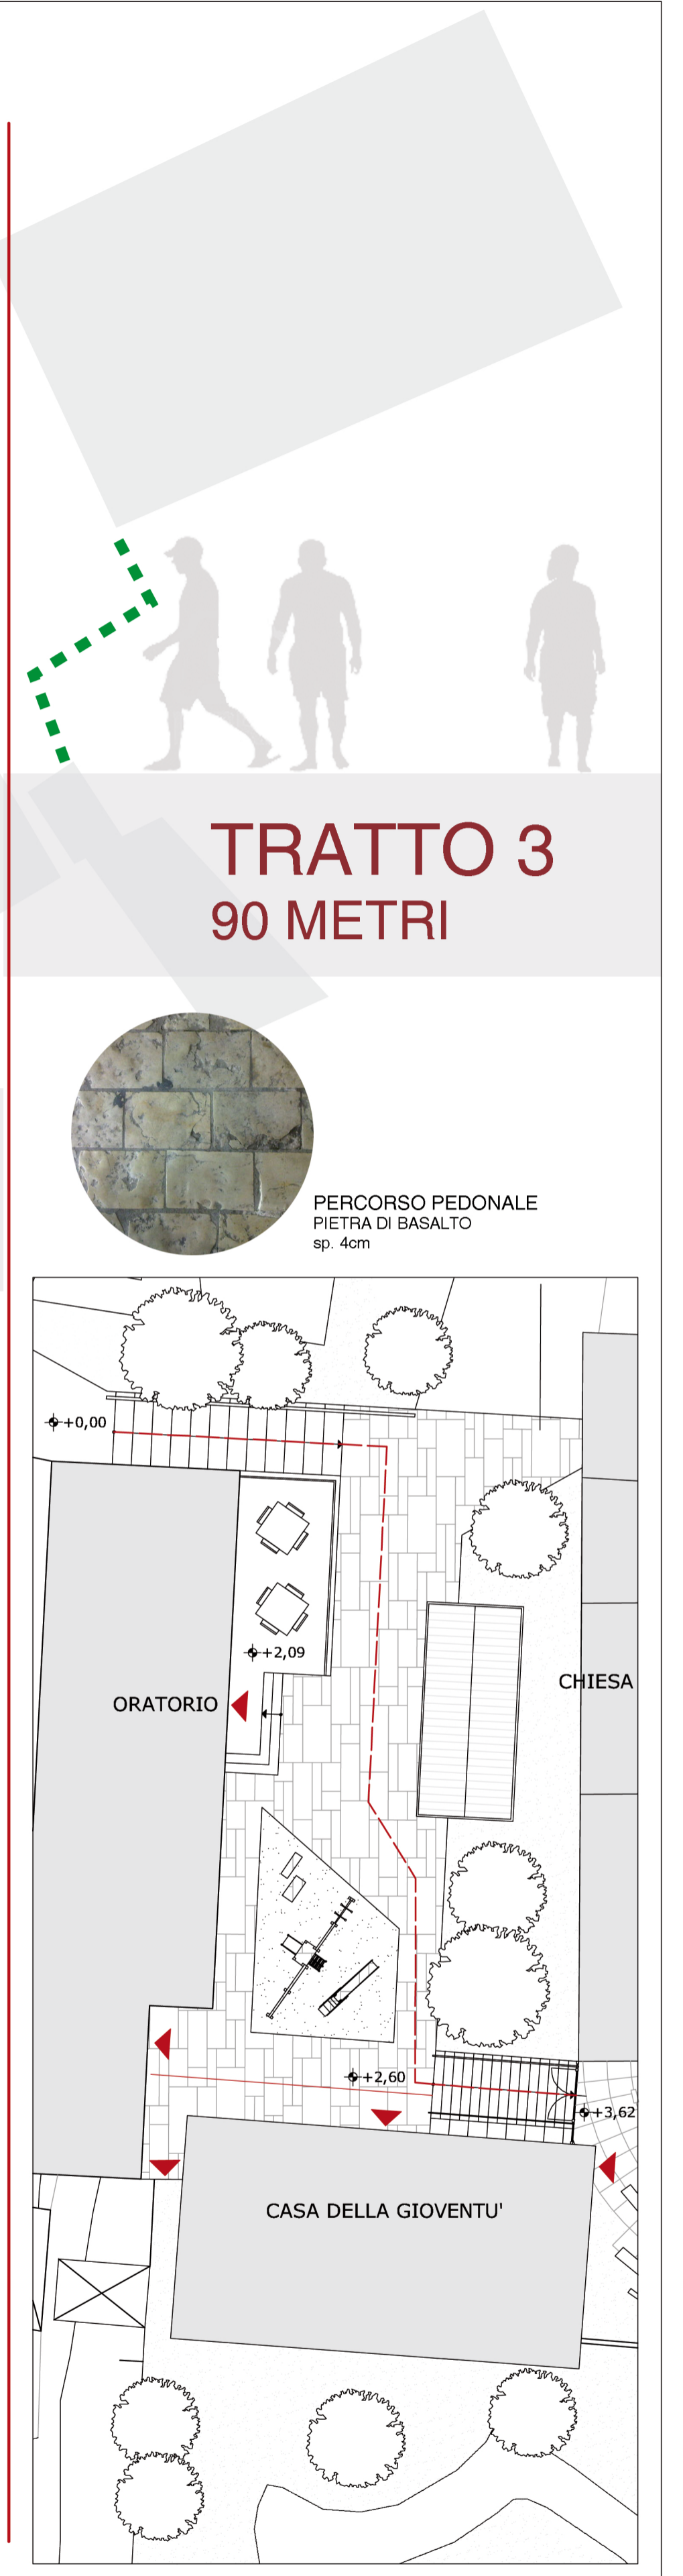 TRATTO 3
90 METRI
PERCORSO PEDONALE
PIETRA DI BASALTO
sp. 4cm
+0,00
+2,09
CHIESA
ORATORIO
+2,60
+3,62
CASA DELLA GIOVENTU'